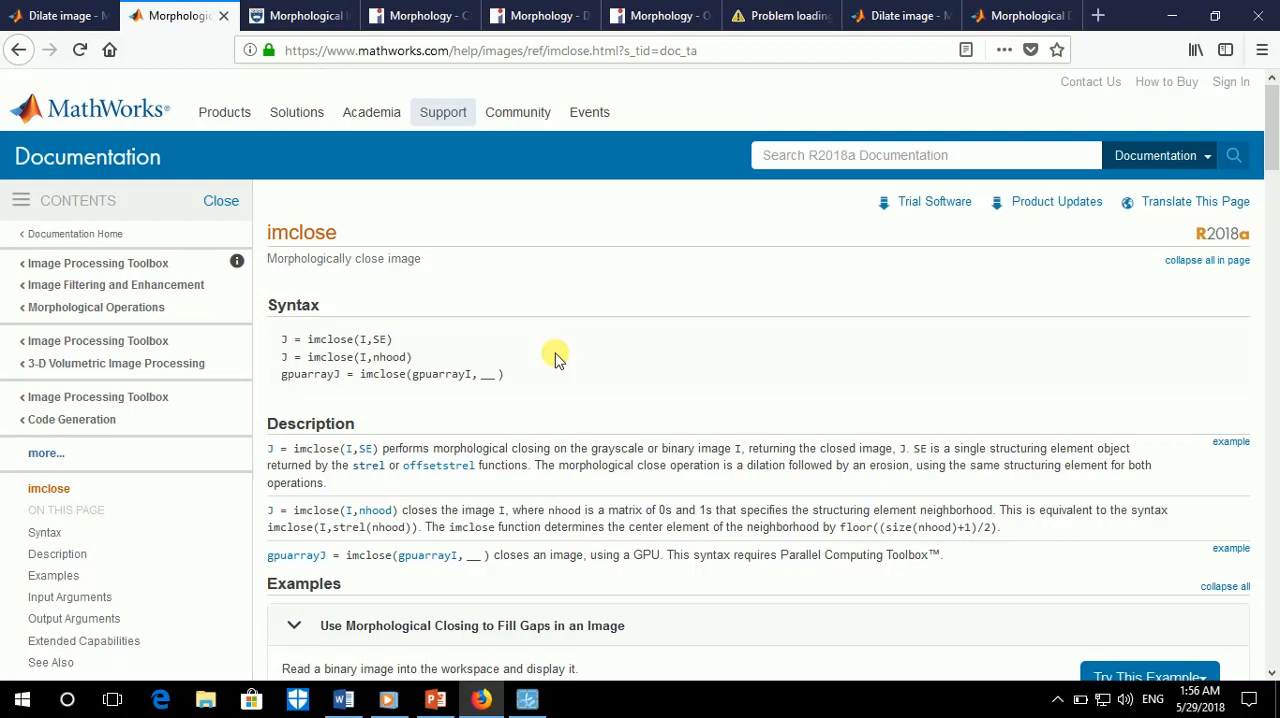 Dilate image - M
Morphologic
Morphological I
Morphology - C
Morphology - D
Morphology - O
Problem loading
Dilate image - M
Morphological D
https://www.mathworks.com/help/images/ref/imclose.html?s_tid=doc_ta
Contact Us How to Buy Sign In
MathWorks®
Products Solutions Academia Support Community Events
Documentation
Search R2018a Documentation
Documentation
CONTENTS Close
Trial Software Product Updates Translate This Page
Documentation Home
Image Processing Toolbox
Image Filtering and Enhancement
Morphological Operations
Image Processing Toolbox
3-D Volumetric Image Processing
Image Processing Toolbox
Code Generation
more...
imclose
ON THIS PAGE
Syntax
Description
Examples
Input Arguments
Output Arguments
Extended Capabilities
See Also
imclose
R2018a
Morphologically close image
collapse all in page
Syntax
J = imclose(I,SE)
J = imclose(I,nhood)
gpuarrayJ = imclose(gpuarrayI, __ )
Description
J = imclose(I,SE) performs morphological closing on the grayscale or binary image I, returning the closed image, J. SE is a single structuring element object
example
returned by the strel or offsetstrel functions. The morphological close operation is a dilation followed by an erosion, using the same structuring element for both
operations.
J = imclose(I,nhood) closes the image I, where nhood is a matrix of 0s and 1s that specifies the structuring element neighborhood. This is equivalent to the syntax
imclose(I,strel(nhood)). The imclose function determines the center element of the neighborhood by floor((size(nhood)+1)/2).
gpuarrayJ = imclose(gpuarrayI, __ ) closes an image, using a GPU. This syntax requires Parallel Computing Toolbox™.
example
Examples
collapse all
Use Morphological Closing to Fill Gaps in an Image
Read a binary image into the workspace and display it.
Try This Example
ENG
1:56 AM
5/29/2018